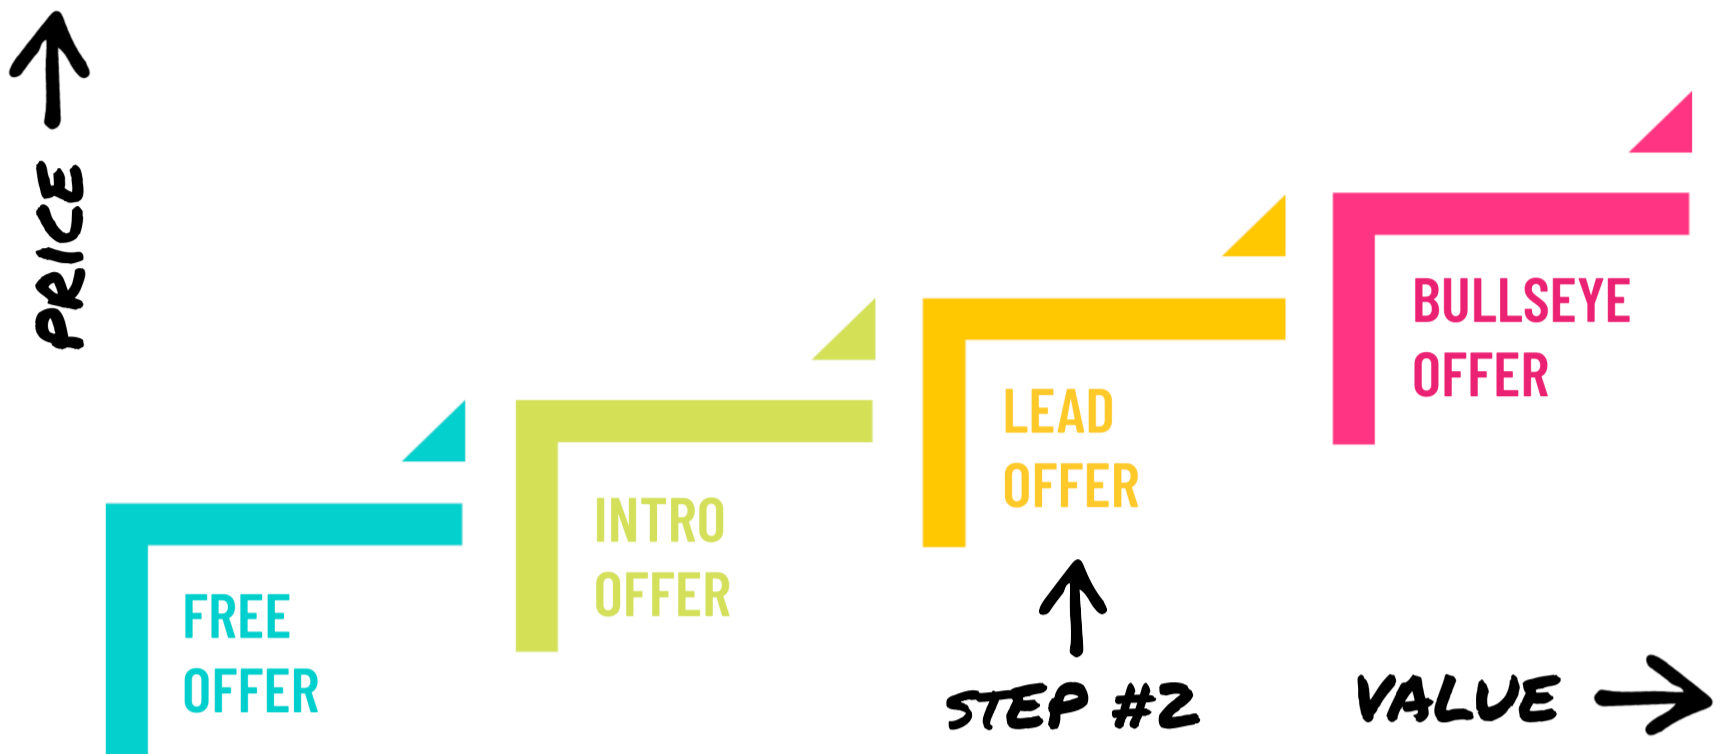 PRICE
FREE
OFFER
INTRO
OFFER
LEAD
OFFER
BULLSEYE
OFFER
STEP #2
VALUE